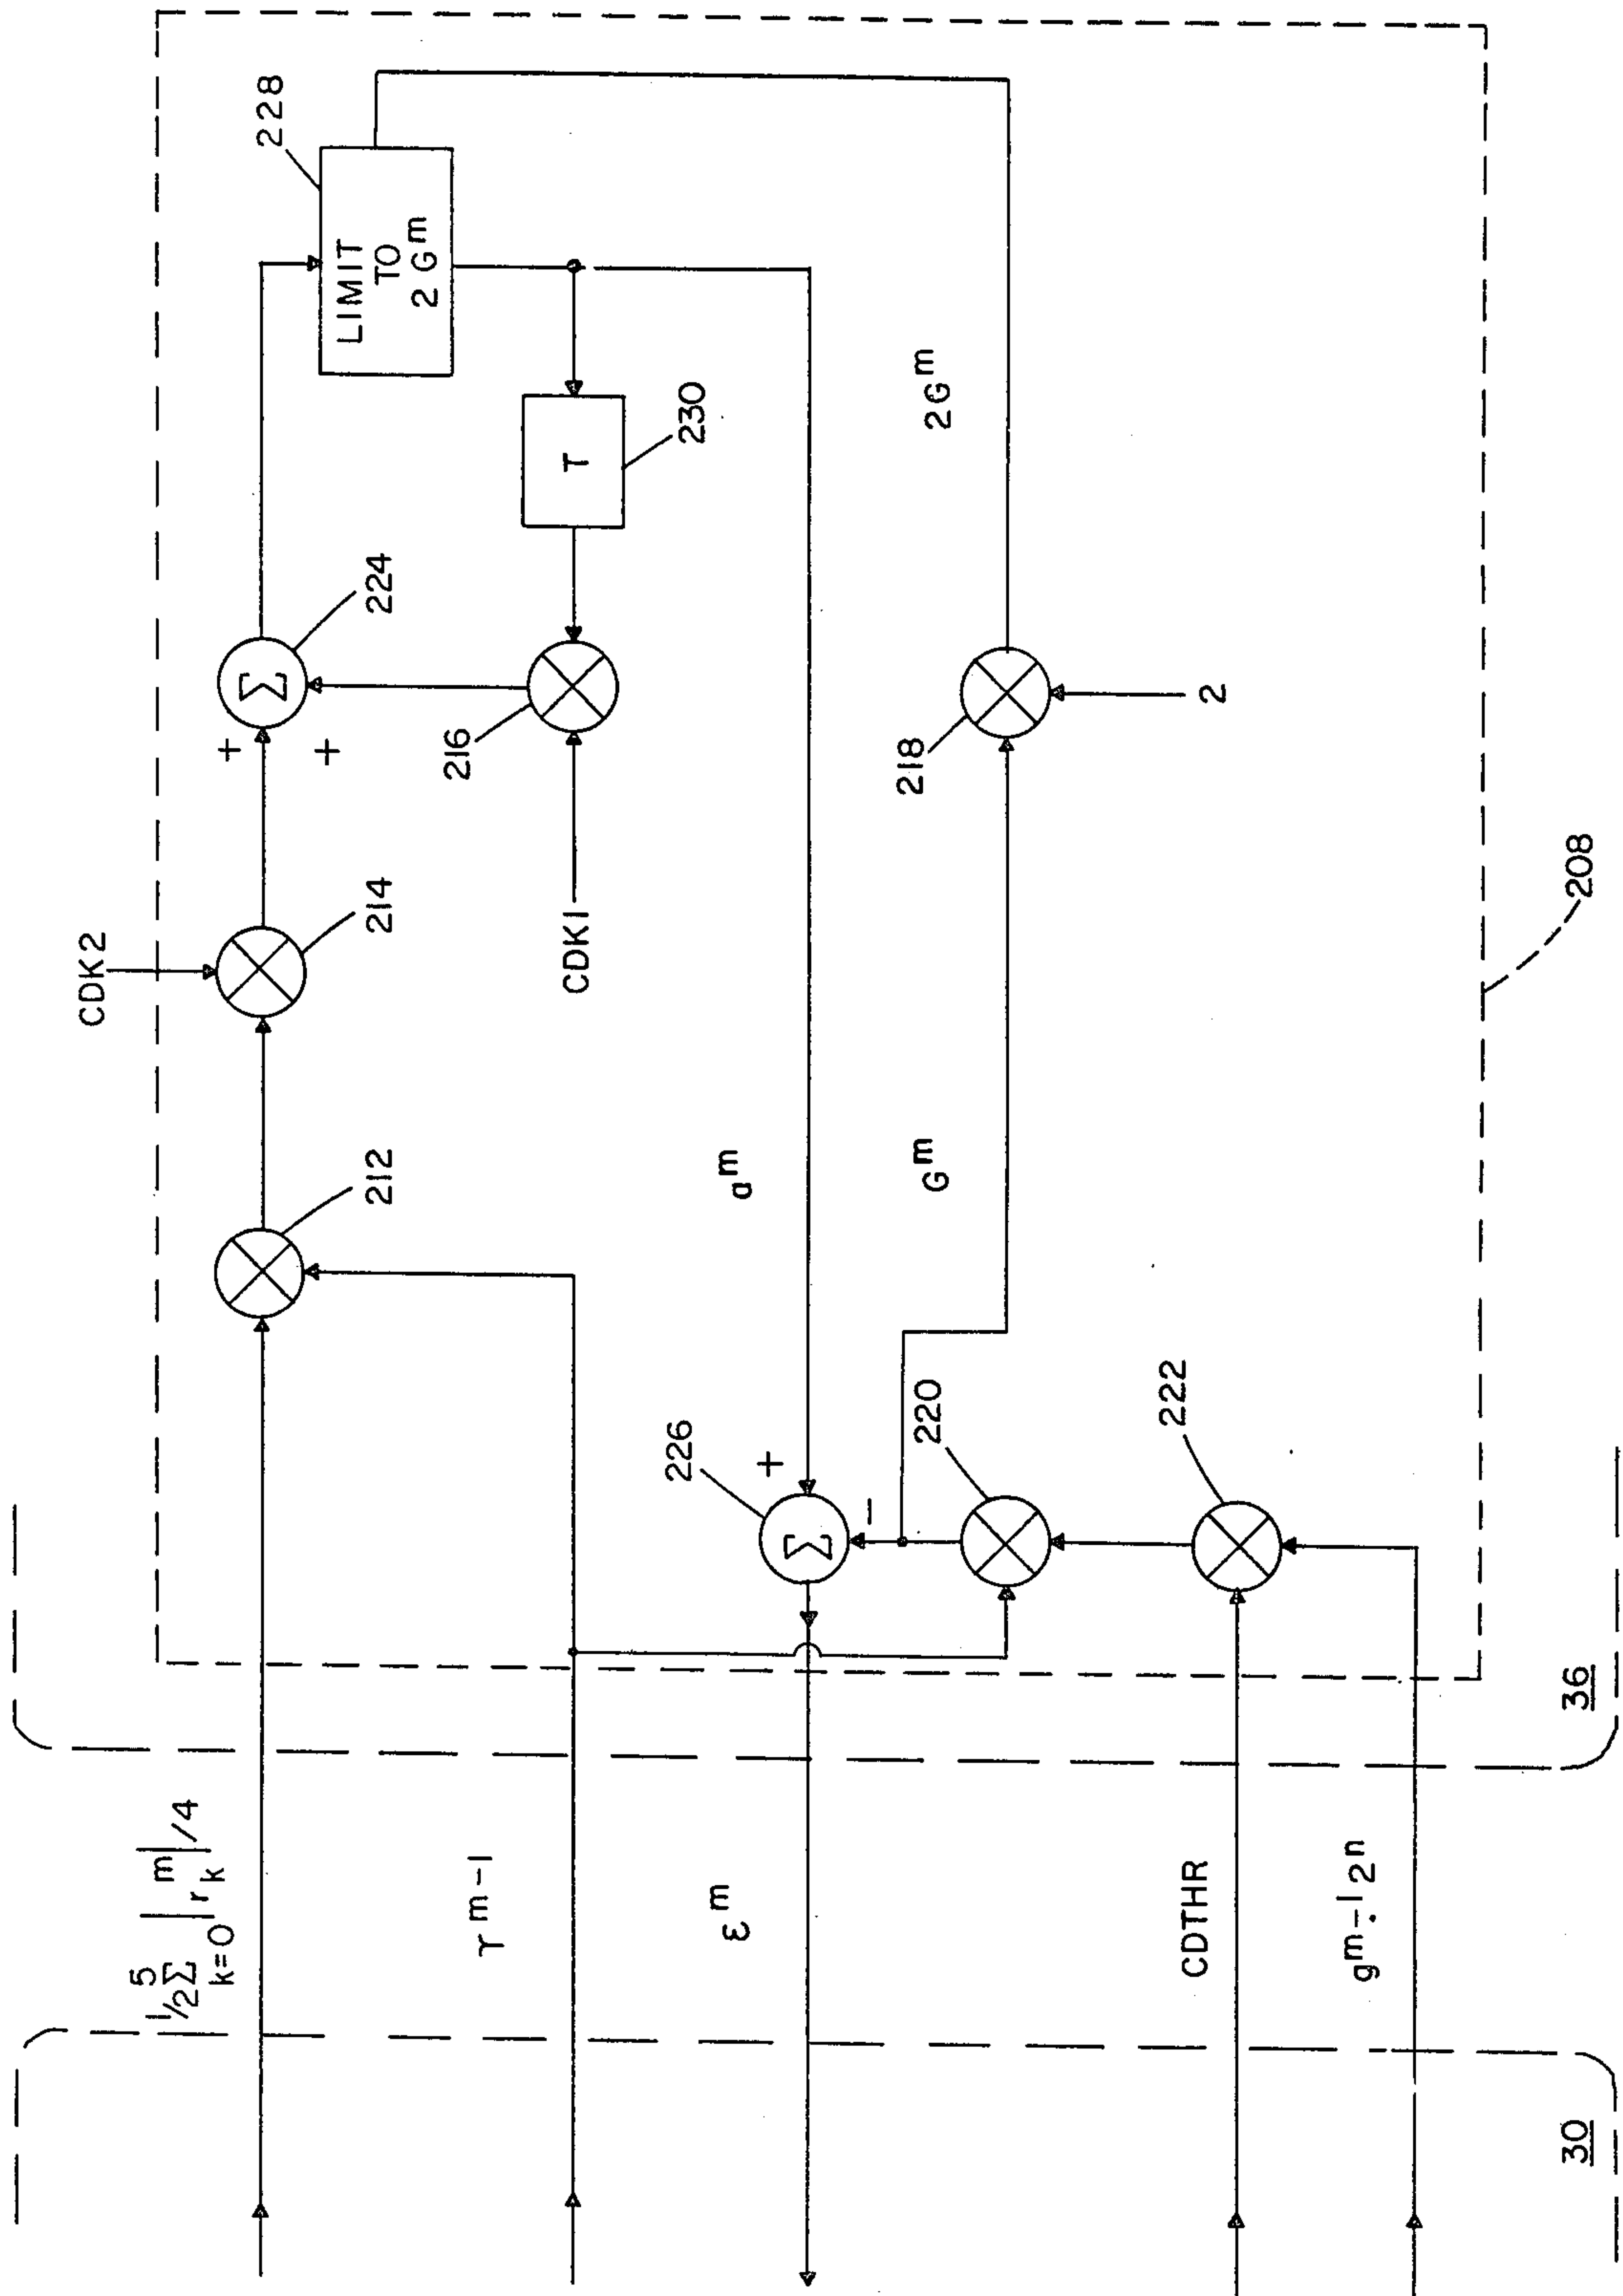 ½ 5 Σ k=0 | r_k^m | /4
γ^m-1
ε^m
CDTHR
g^m-1 2^n
30
36
212
CDK2
214
224
+
+
216
CDK1
T
230
LIMIT
TO
2 G^m
228
226
+
-
a^m
220
222
G^m
218
2
2G^m
208